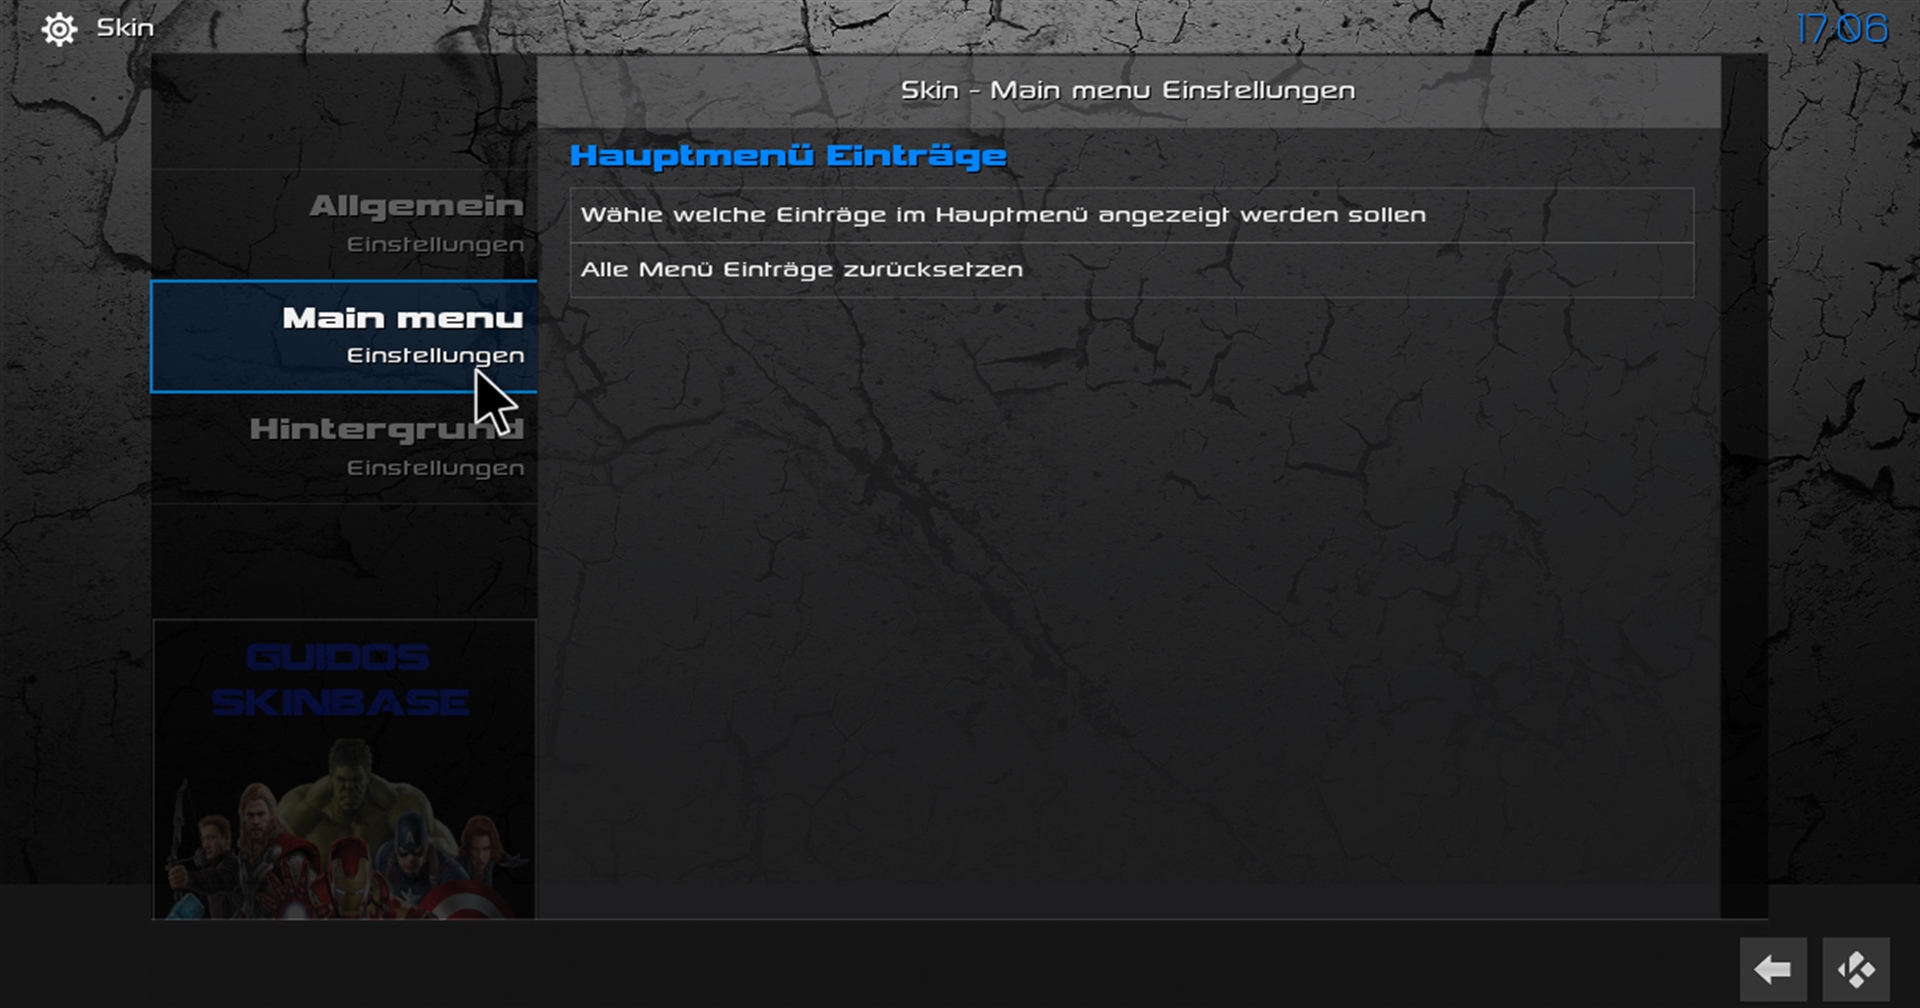 Skin
17:06
Skin - Main menu Einstellungen
Hauptmenü Einträge
Wähle welche Einträge im Hauptmenü angezeigt werden sollen
Alle Menü Einträge zurücksetzen
Allgemein
Einstellungen
Main menu
Einstellungen
Hintergrund
Einstellungen
GUIDOS
SKINBASE